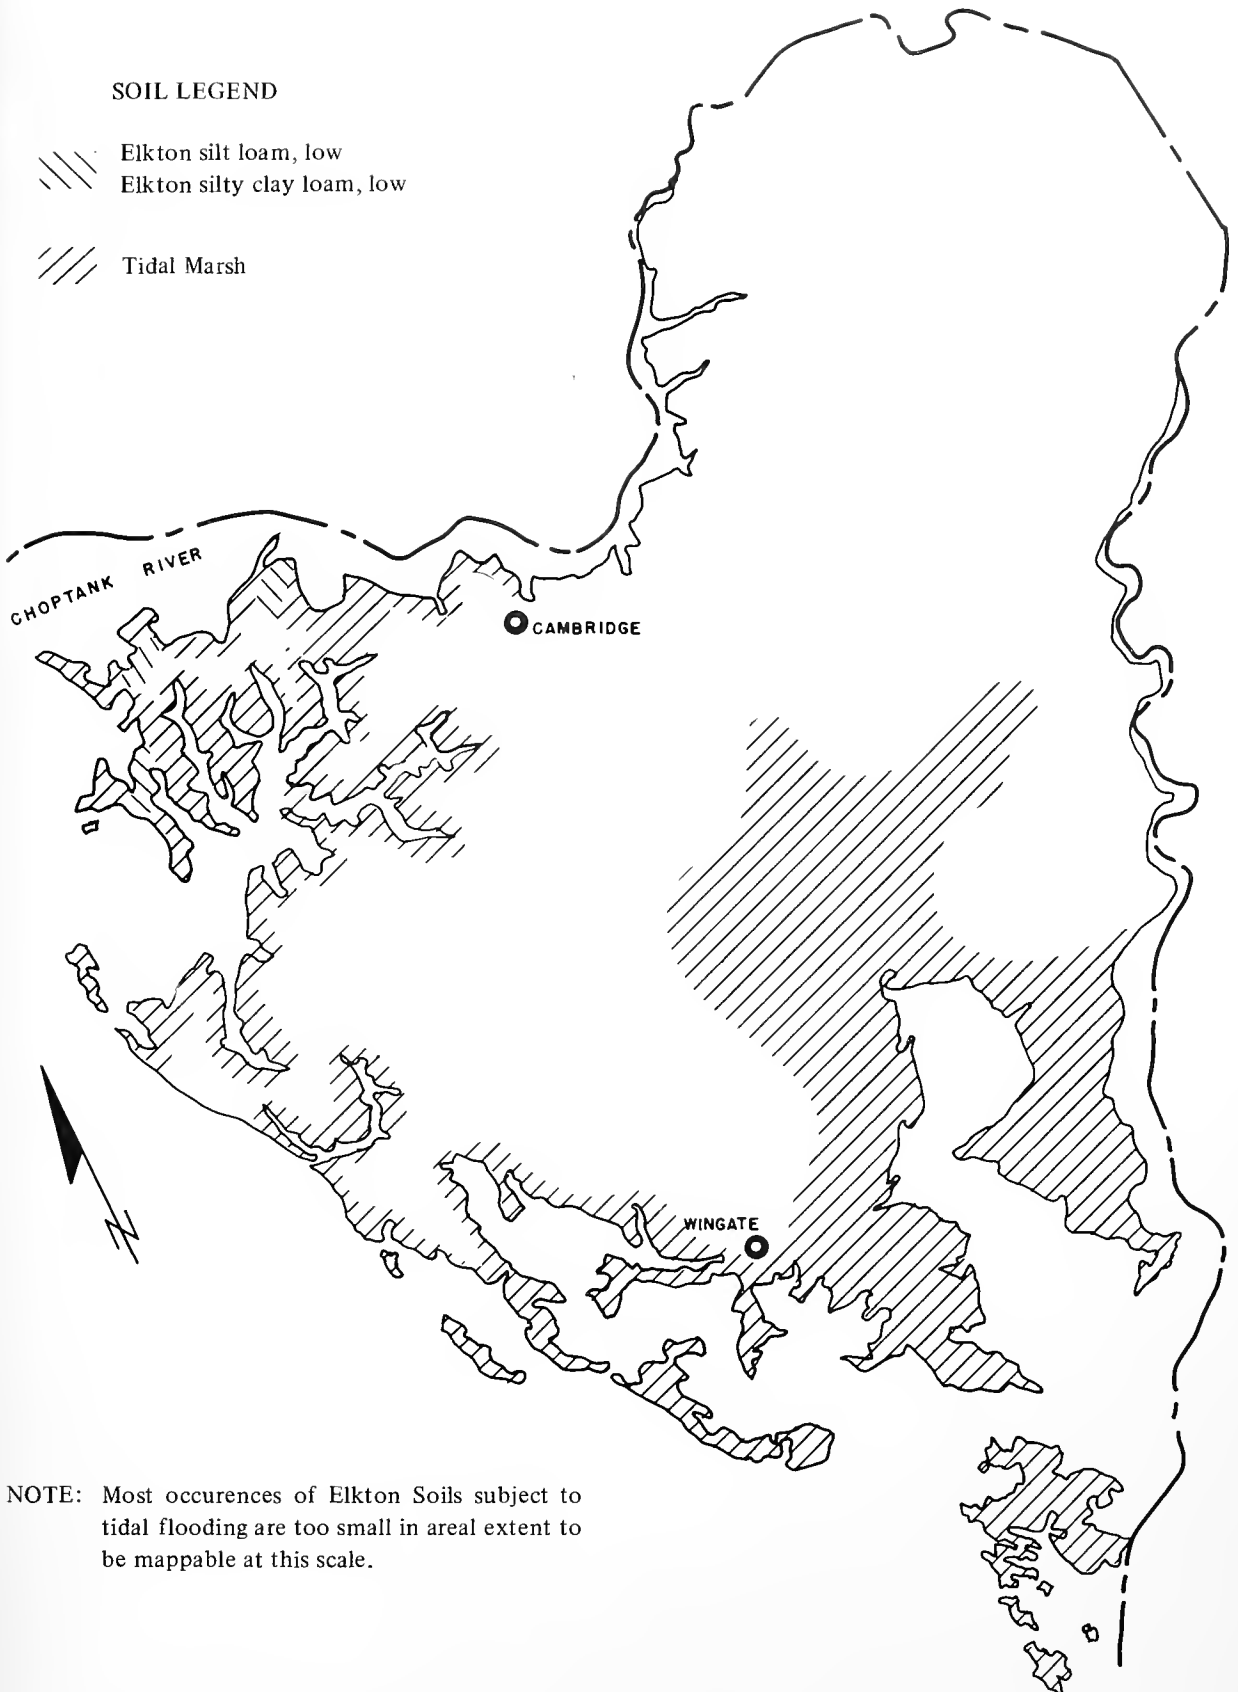 SOIL LEGEND
Elkton silt loam, low
Elkton silty clay loam, low
Tidal Marsh
CHOPTANK RIVER
CAMBRIDGE
WINGATE
N
NOTE: Most occurences of Elkton Soils subject to
tidal flooding are too small in areal extent to
be mappable at this scale.